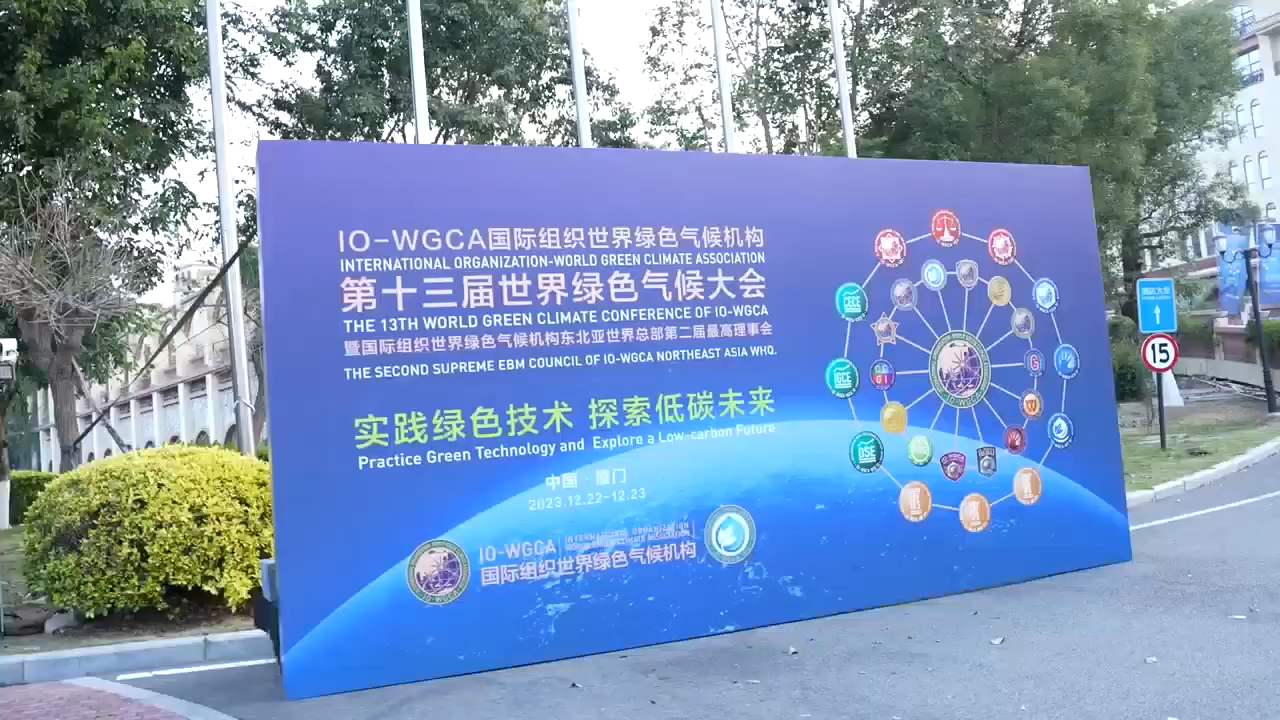 IO-WGCA国际组织世界绿色气候机构
INTERNATIONAL ORGANIZATION-WORLD GREEN CLIMATE ASSOCIATION
第十三届世界绿色气候大会
THE 13TH WORLD GREEN CLIMATE CONFERENCE OF IO-WGCA
暨国际组织世界绿色气候机构东北亚世界总部第二届最高理事会
THE SECOND SUPREME EBM COUNCIL OF IO-WGCA NORTHEAST ASIA WHQ.
实践绿色技术 探索低碳未来
Practice Green Technology and Explore a Low-carbon Future
中国·厦门
2023.12.22-12.23
IO-WGCA
INTERNATIONAL ORGANIZATION
WORLD GREEN CLIMATE ASSOCIATION
国际组织世界绿色气候机构
CECE
IGCE
DSE
IO-WGCA
15